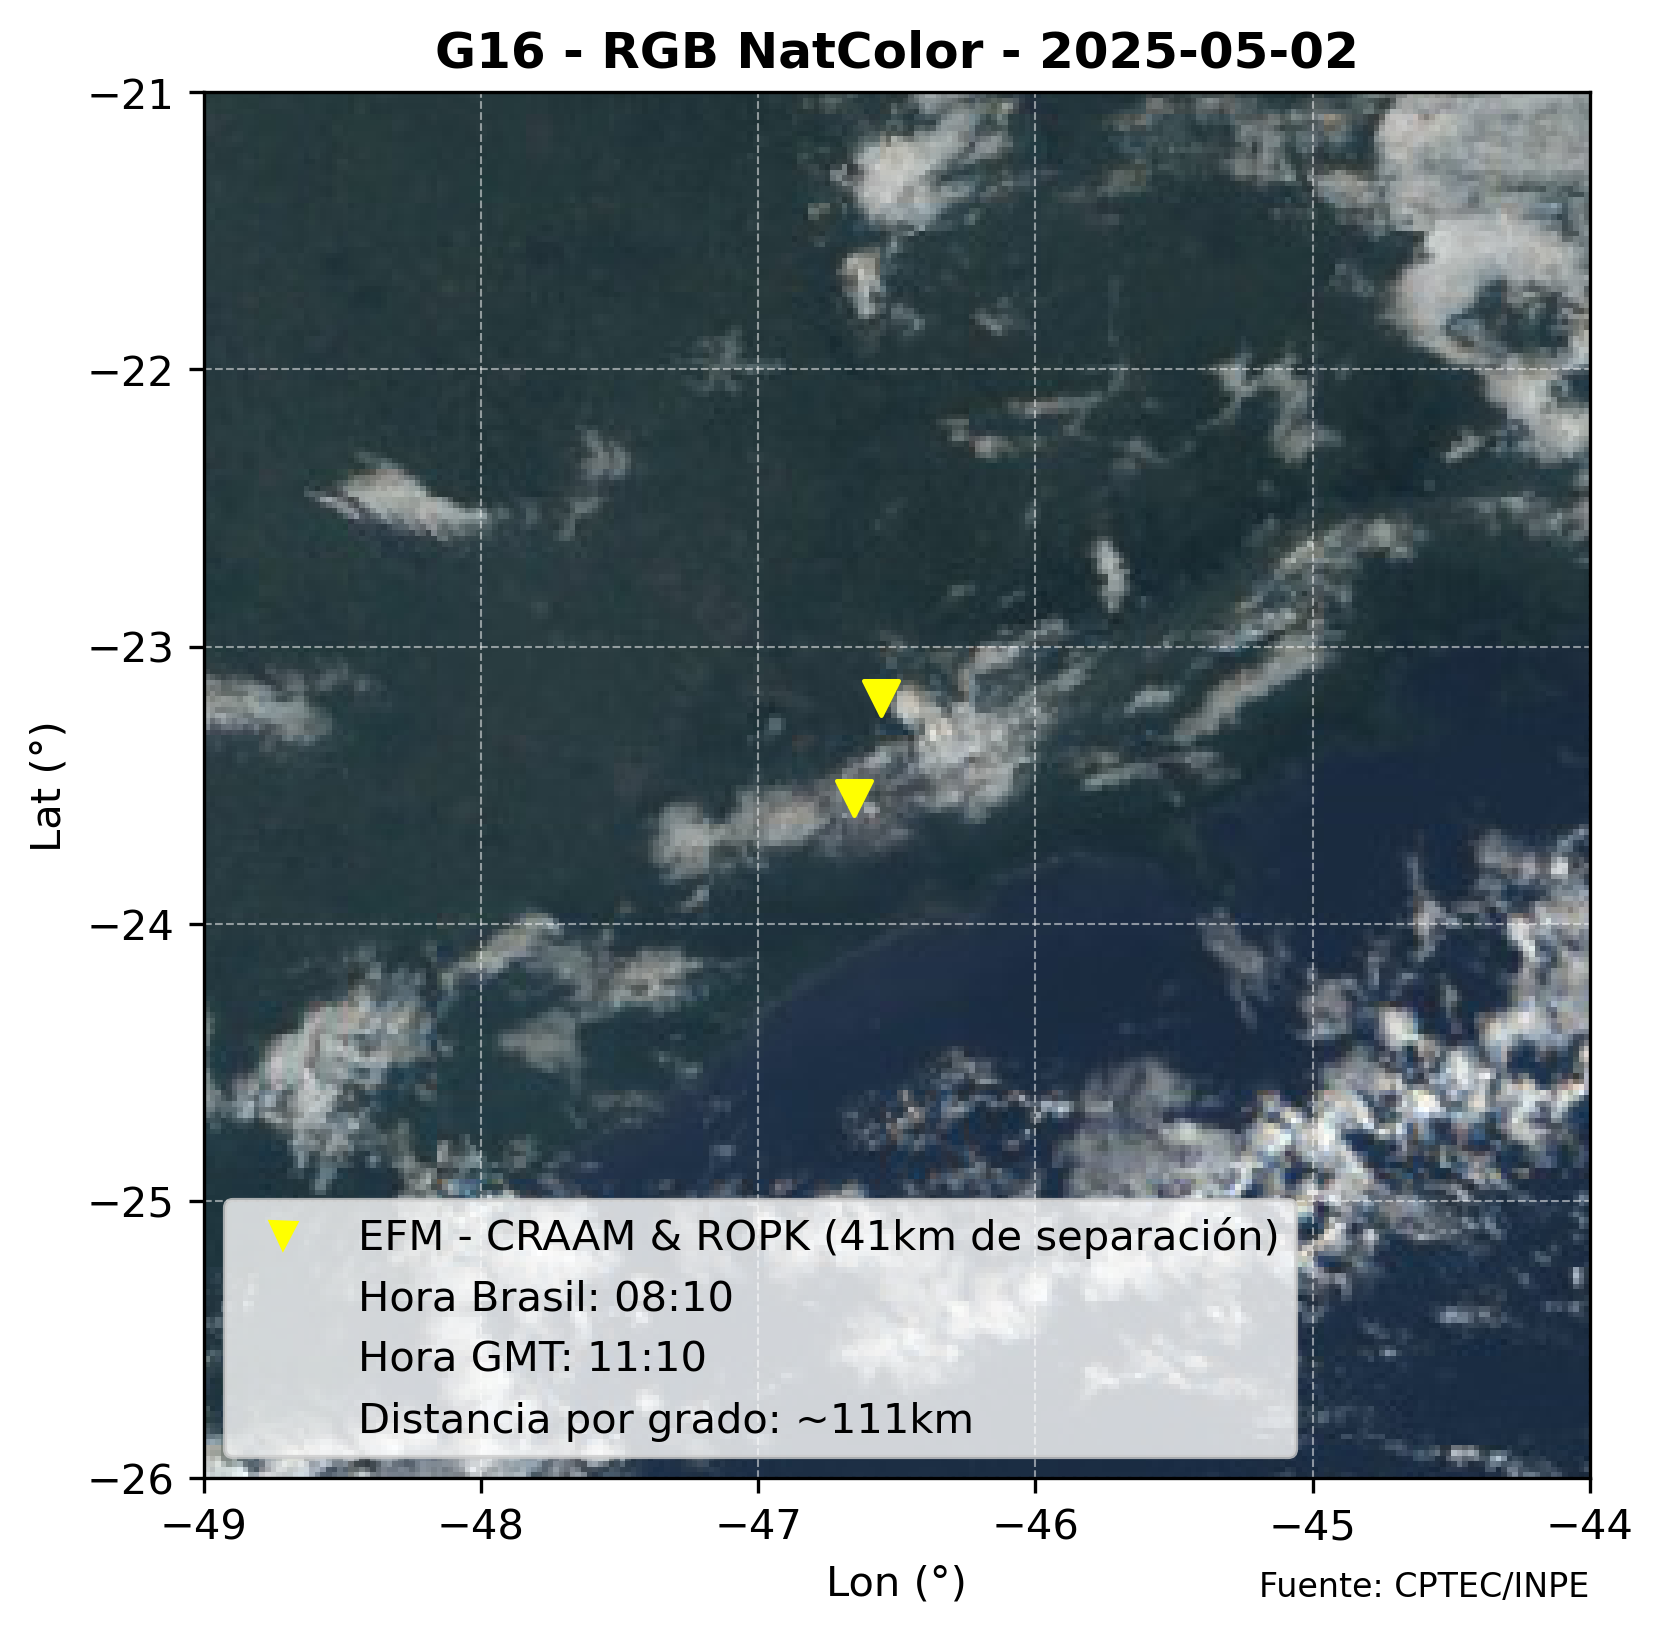 G16 - RGB NatColor - 2025-05-02
−21
−22
−23
−24
−25
−26
Lat (°)
EFM - CRAAM & ROPK (41km de separación)
Hora Brasil: 08:10
Hora GMT: 11:10
Distancia por grado: ~111km
−49 −48 −47 −46 −45 −44
Lon (°)
Fuente: CPTEC/INPE